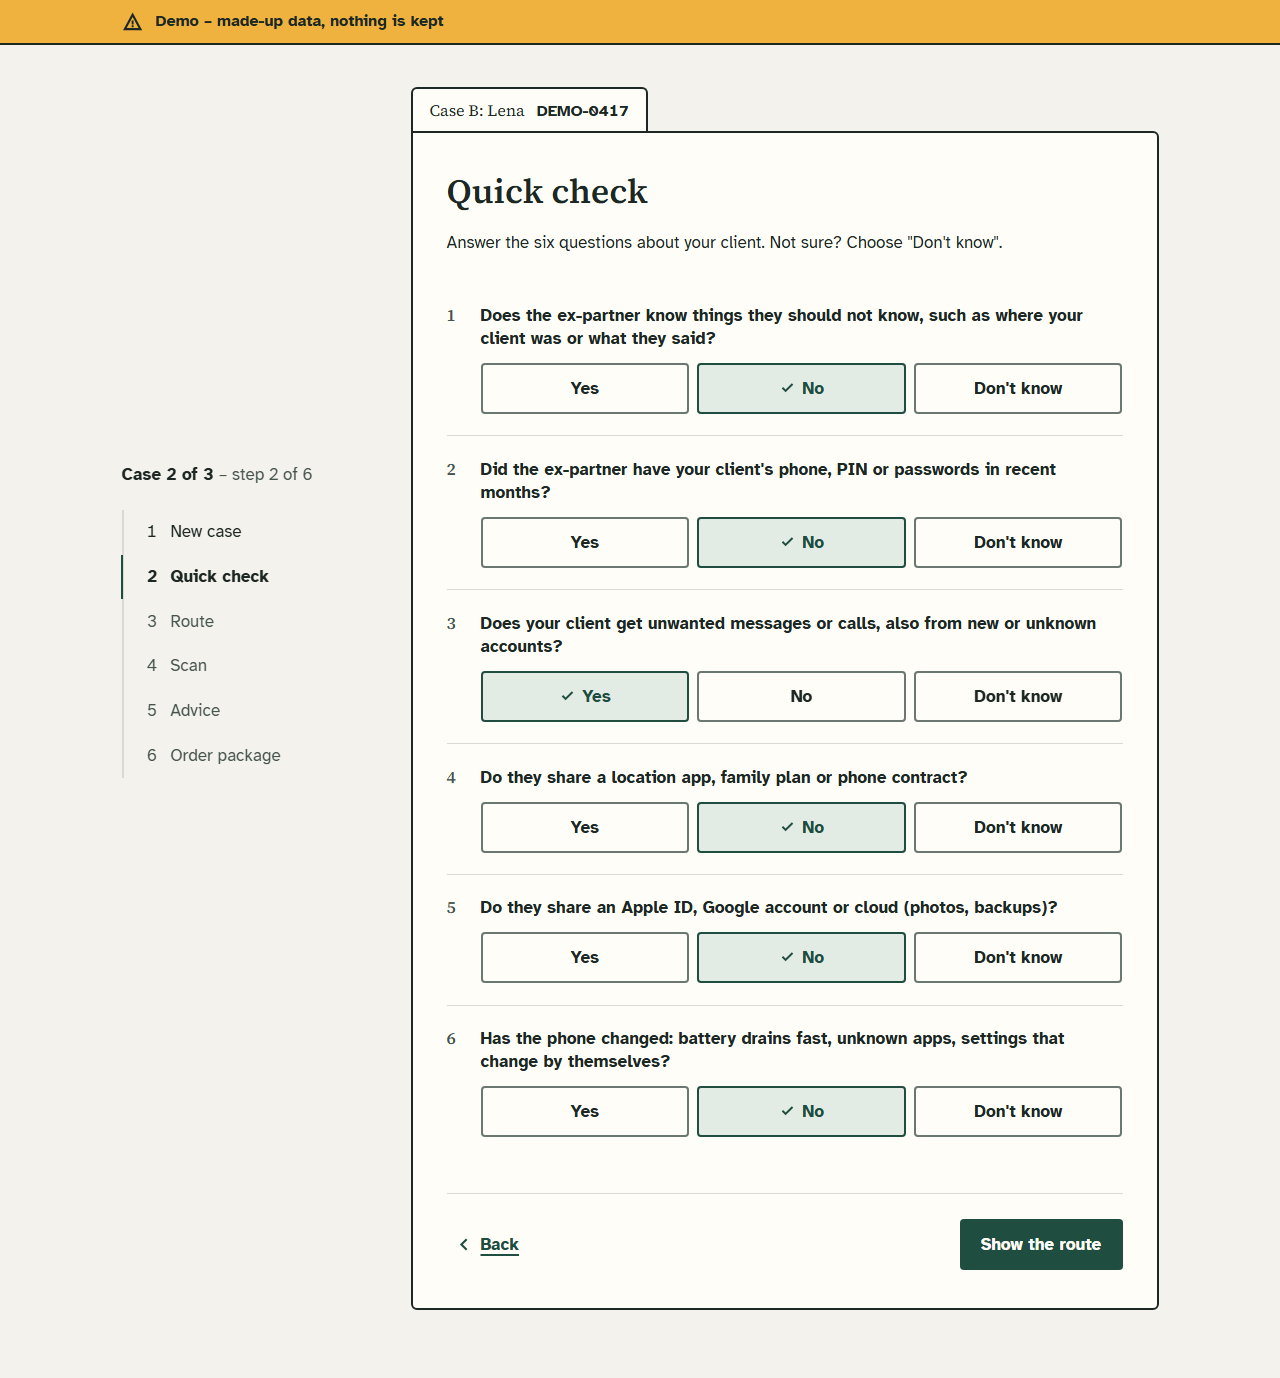 Demo – made-up data, nothing is kept
Case B: Lena DEMO-0417
Quick check
Answer the six questions about your client. Not sure? Choose "Don't know".
1 Does the ex-partner know things they should not know, such as where your
client was or what they said?
Yes No Don't know
2 Did the ex-partner have your client's phone, PIN or passwords in recent
months?
Yes No Don't know
3 Does your client get unwanted messages or calls, also from new or unknown
accounts?
Yes No Don't know
4 Do they share a location app, family plan or phone contract?
Yes No Don't know
5 Do they share an Apple ID, Google account or cloud (photos, backups)?
Yes No Don't know
6 Has the phone changed: battery drains fast, unknown apps, settings that
change by themselves?
Yes No Don't know
Back Show the route
Case 2 of 3 – step 2 of 6
1 New case
2 Quick check
3 Route
4 Scan
5 Advice
6 Order package